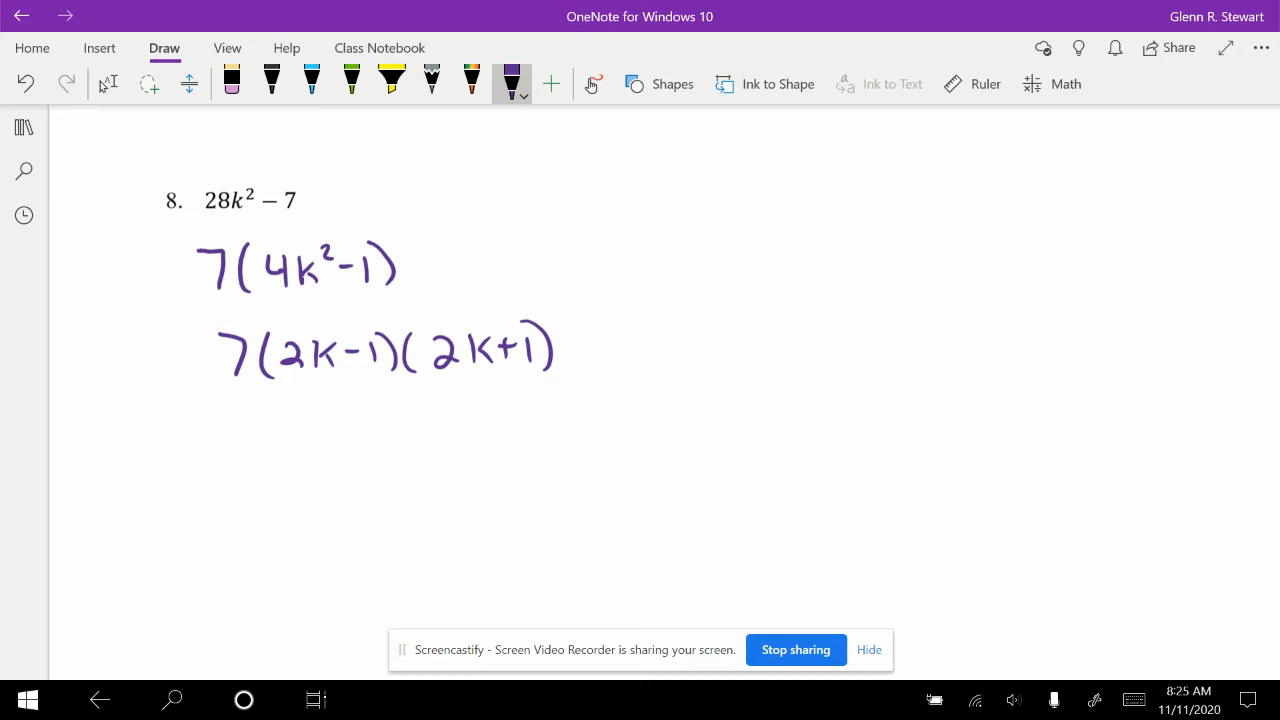 OneNote for Windows 10
Glenn R. Stewart
Home Insert Draw View Help Class Notebook
Share
Shapes Ink to Shape Ink to Text Ruler Math
8. 28k² − 7
7(4k²-1)
7(2k-1)(2k+1)
Screencastify - Screen Video Recorder is sharing your screen. Stop sharing Hide
8:25 AM
11/11/2020